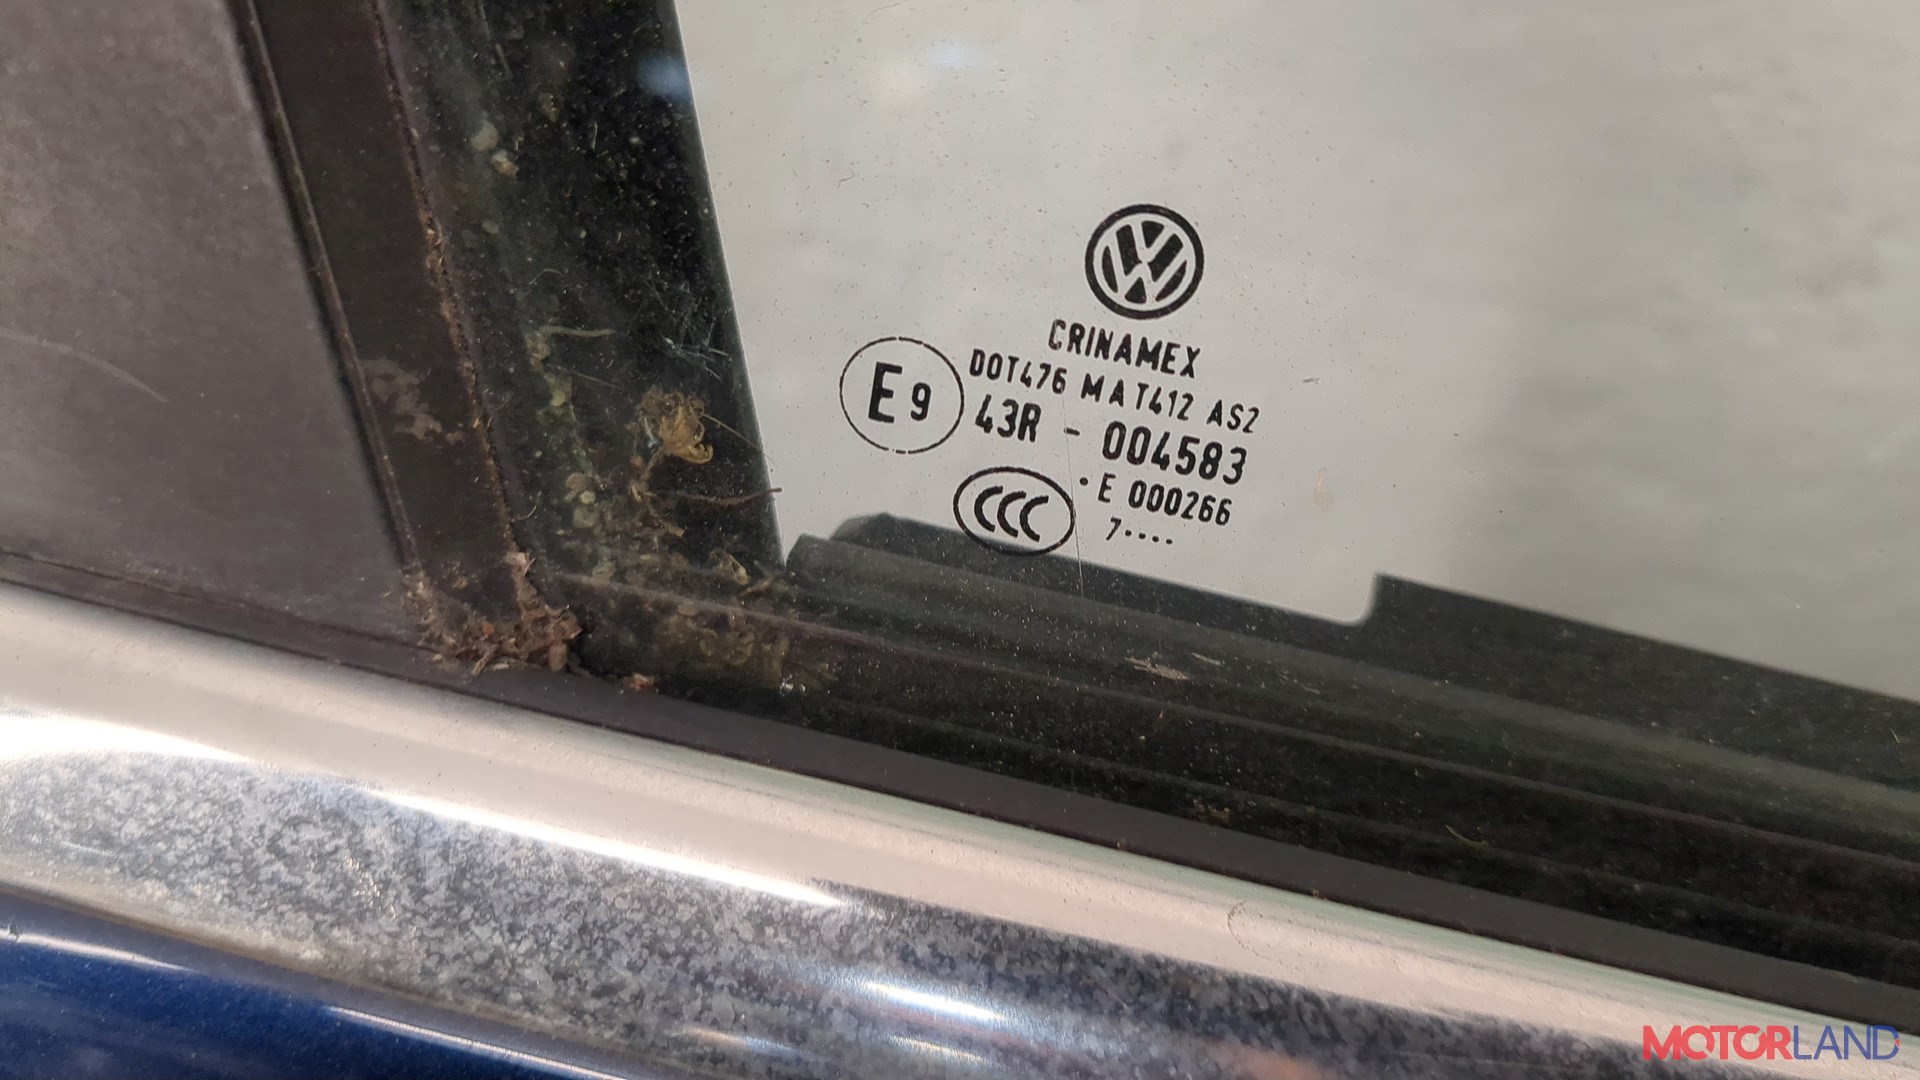 CRINAMEX
DOT476 MAT412 AS2
E9 43R - 004583
CCC •E 000266
7••••
MOTORLAND